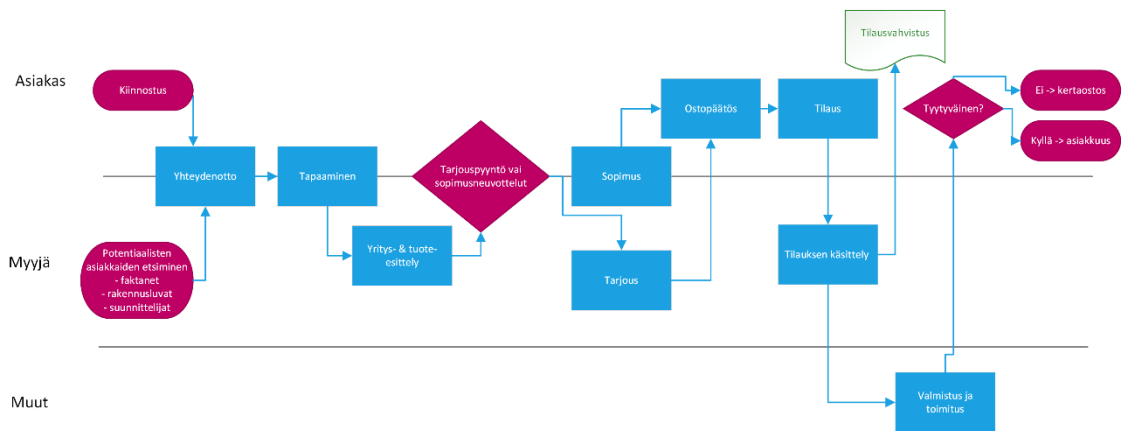 Asiakas
Kiinnostus
Yhteydenotto
Tapaaminen
Tarjouspyyntö vai
sopimusneuvottelut
Sopimus
Ostopäätös
Tilaus
Tilausvahvistus
Tyytyväinen?
Ei -> kertaostos
Kyllä -> asiakkuus
Myyjä
Potentiaalisten
asiakkaiden etsiminen
- faktanet
- rakennusluvat
- suunnittelijat
Yritys- & tuote-
esittely
Tarjous
Tilauksen käsittely
Muut
Valmistus ja
toimitus